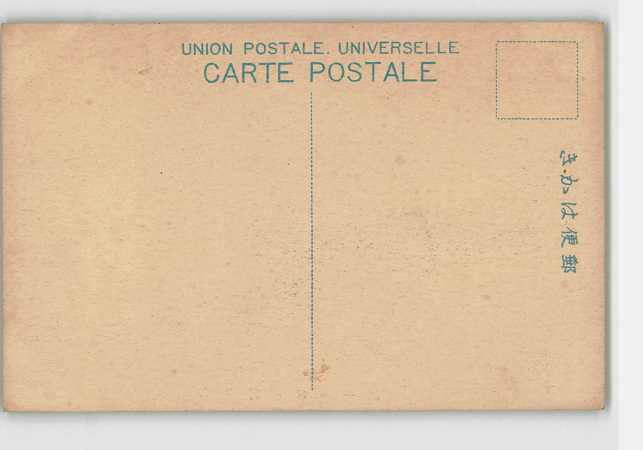 UNION POSTALE. UNIVERSELLE
CARTE POSTALE
郵便はかき